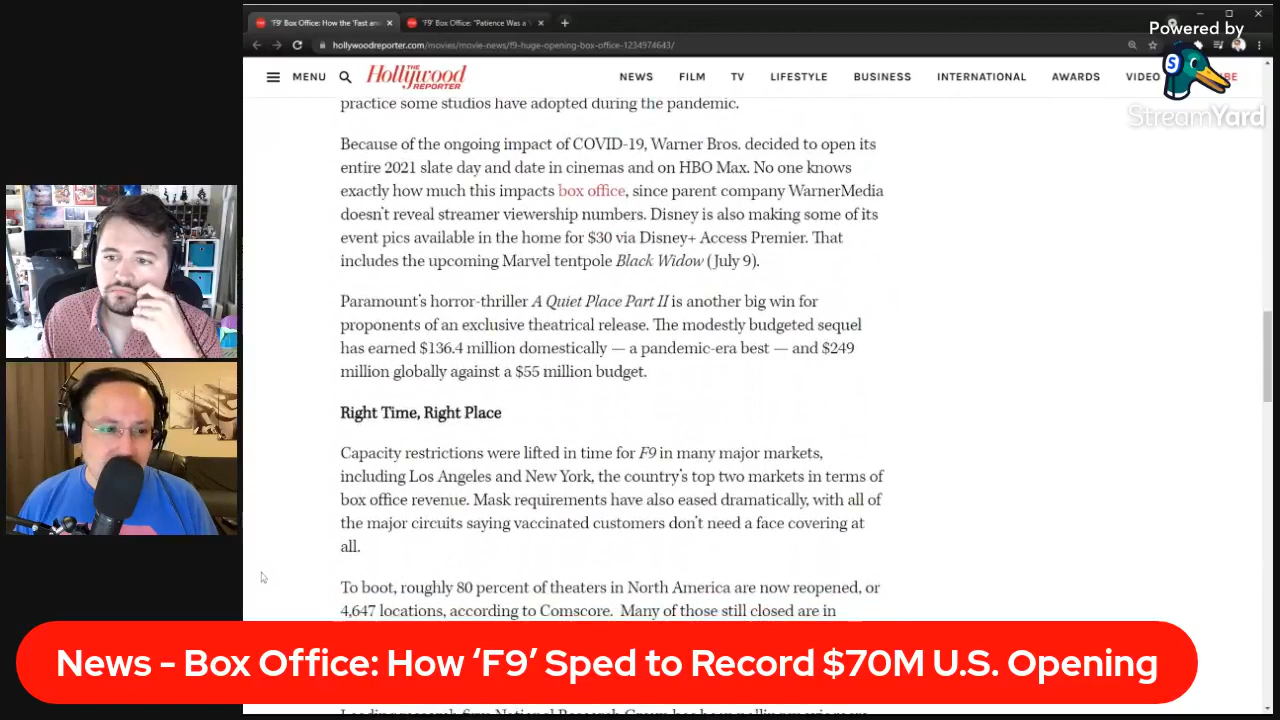 'F9' Box Office: How the 'Fast an
'F9' Box Office: "Patience Was a
hollywoodreporter.com/movies/movie-news/f9-huge-opening-box-office-1234974643/
Powered by
S
StreamYard
MENU
THE
Hollywood
REPORTER
NEWS FILM TV LIFESTYLE BUSINESS INTERNATIONAL AWARDS VIDEO
practice some studios have adopted during the pandemic.
Because of the ongoing impact of COVID-19, Warner Bros. decided to open its
entire 2021 slate day and date in cinemas and on HBO Max. No one knows
exactly how much this impacts box office, since parent company WarnerMedia
doesn't reveal streamer viewership numbers. Disney is also making some of its
event pics available in the home for $30 via Disney+ Access Premier. That
includes the upcoming Marvel tentpole Black Widow (July 9).
Paramount's horror-thriller A Quiet Place Part II is another big win for
proponents of an exclusive theatrical release. The modestly budgeted sequel
has earned $136.4 million domestically — a pandemic-era best — and $249
million globally against a $55 million budget.
Right Time, Right Place
Capacity restrictions were lifted in time for F9 in many major markets,
including Los Angeles and New York, the country's top two markets in terms of
box office revenue. Mask requirements have also eased dramatically, with all of
the major circuits saying vaccinated customers don't need a face covering at
all.
To boot, roughly 80 percent of theaters in North America are now reopened, or
4,647 locations, according to Comscore. Many of those still closed are in
News - Box Office: How 'F9' Sped to Record $70M U.S. Opening